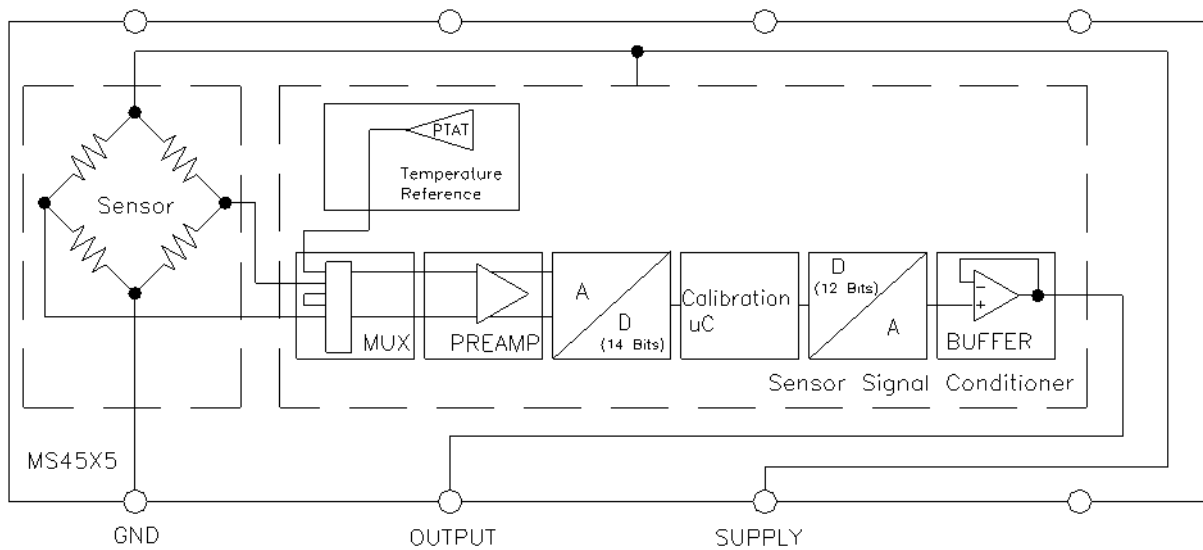 PTAT
Temperature
Reference
Sensor
A
D
(14 Bits)
Calibration
uC
D
(12 Bits)
A
-
+
MUX
PREAMP
BUFFER
Sensor Signal Conditioner
MS45X5
GND
OUTPUT
SUPPLY